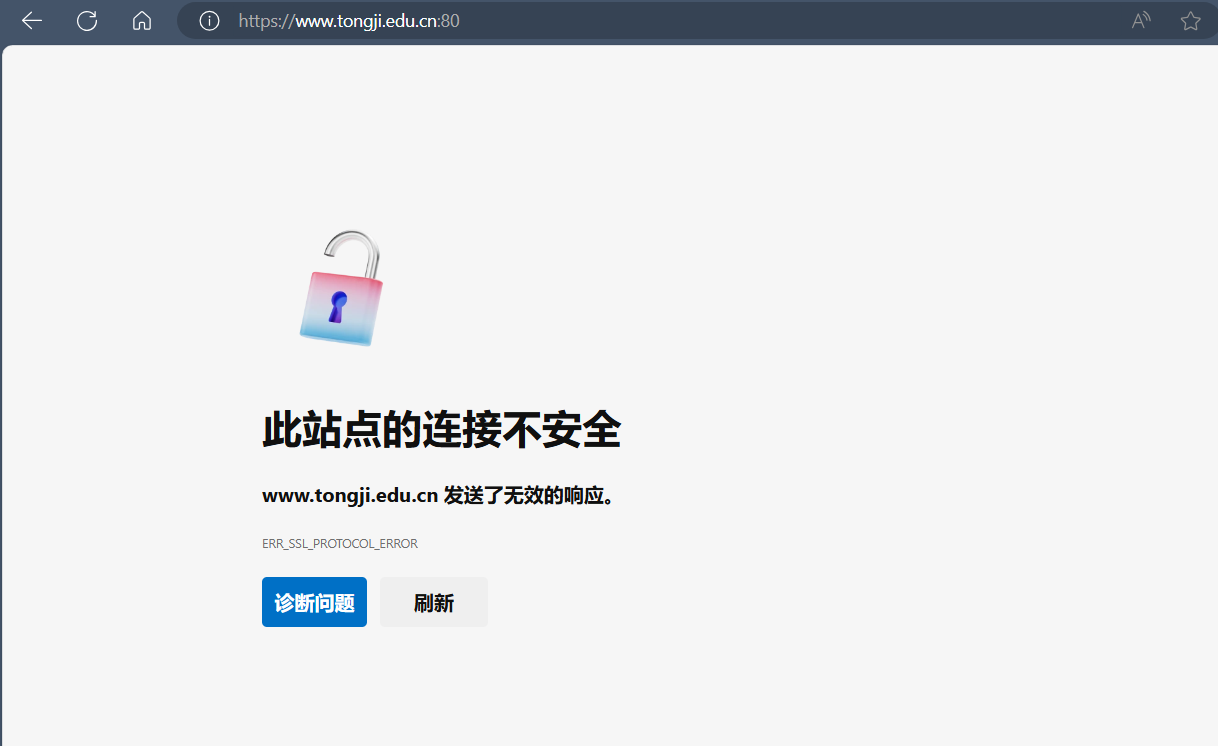 https://www.tongji.edu.cn:80
此站点的连接不安全
www.tongji.edu.cn 发送了无效的响应。
ERR_SSL_PROTOCOL_ERROR
诊断问题 刷新